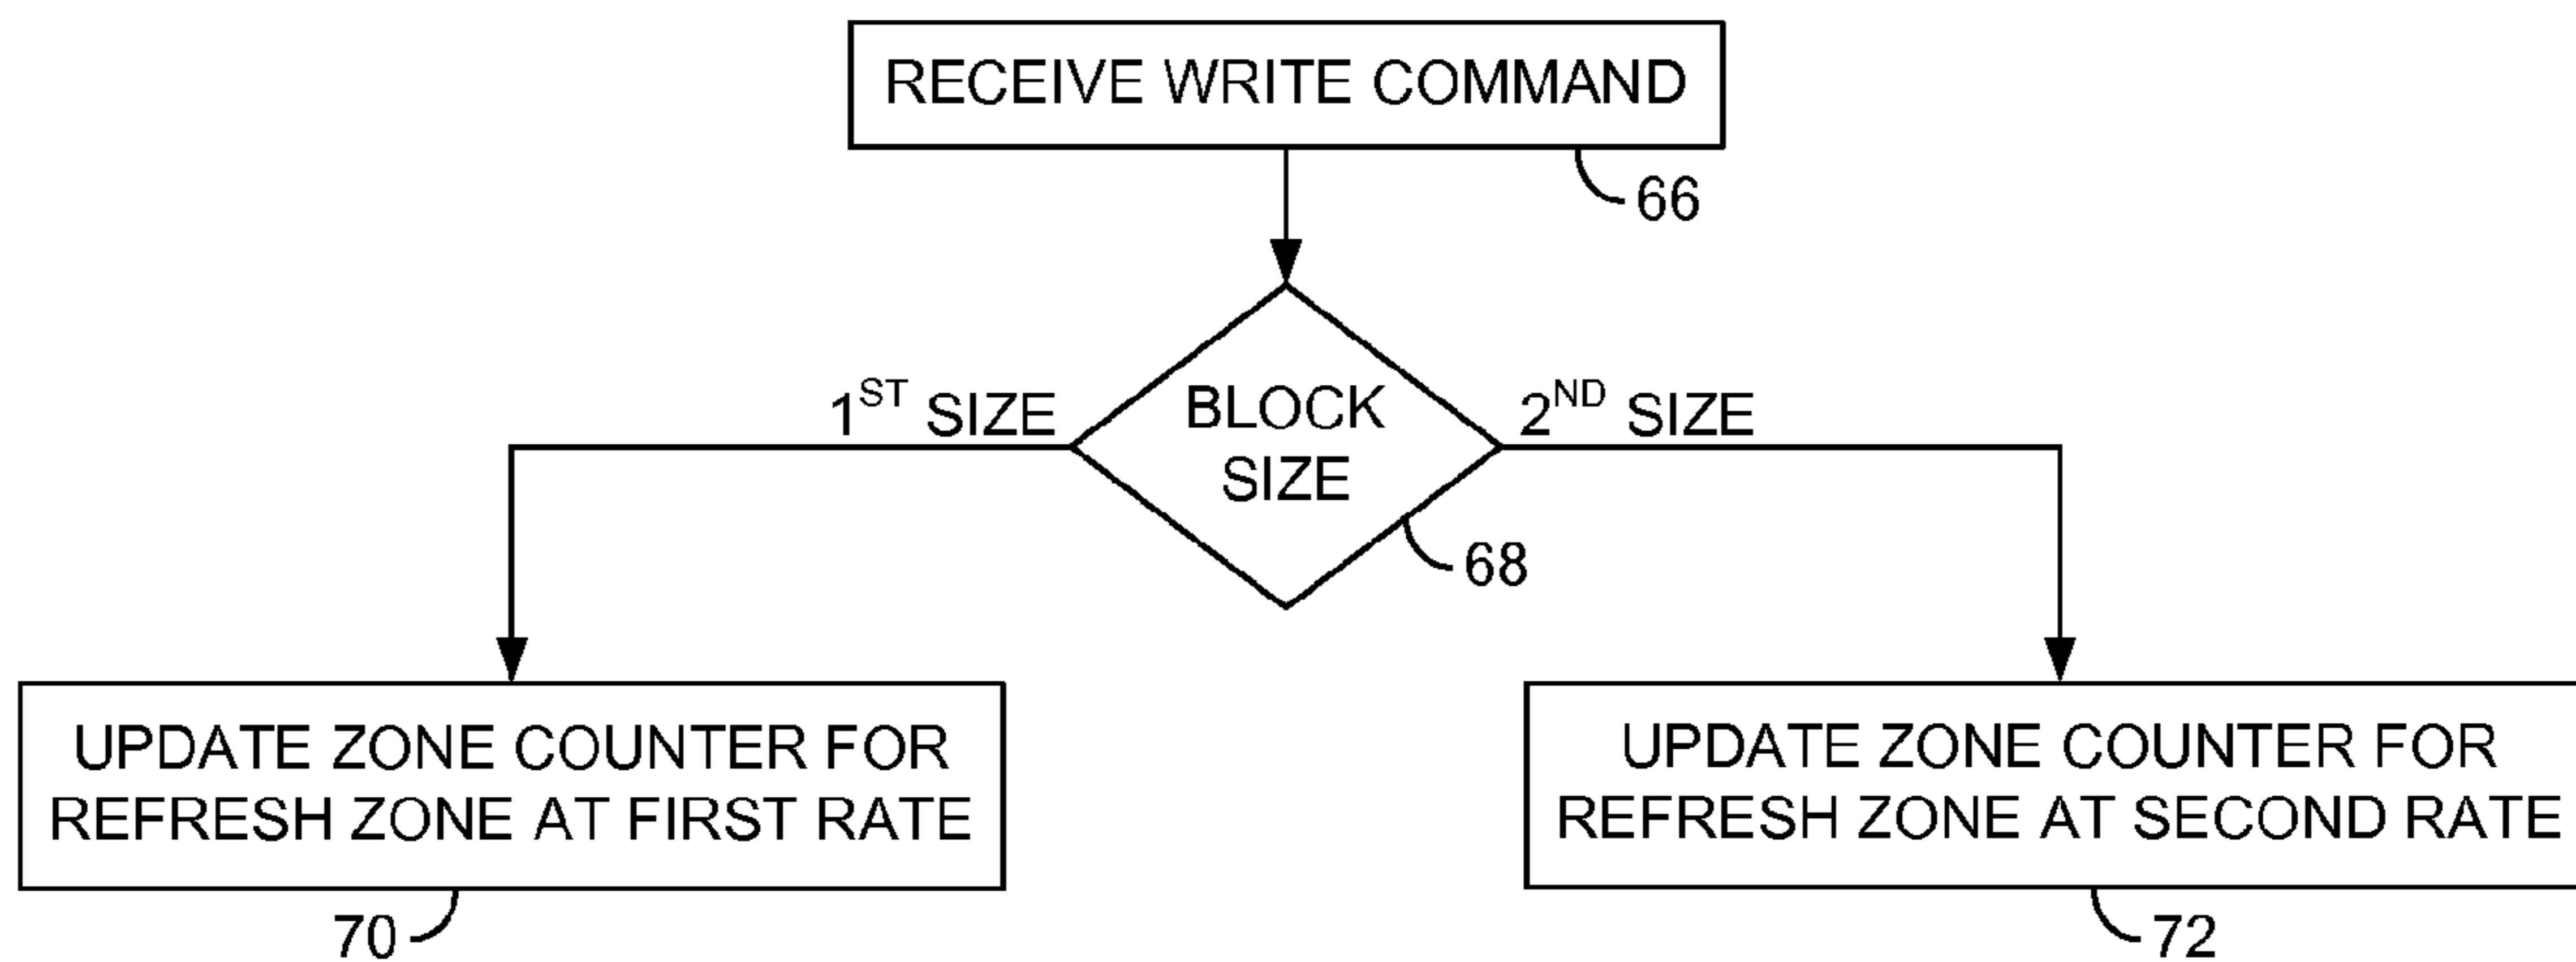 RECEIVE WRITE COMMAND
66
1ST SIZE
BLOCK
SIZE
2ND SIZE
68
UPDATE ZONE COUNTER FOR
REFRESH ZONE AT FIRST RATE
70
UPDATE ZONE COUNTER FOR
REFRESH ZONE AT SECOND RATE
72